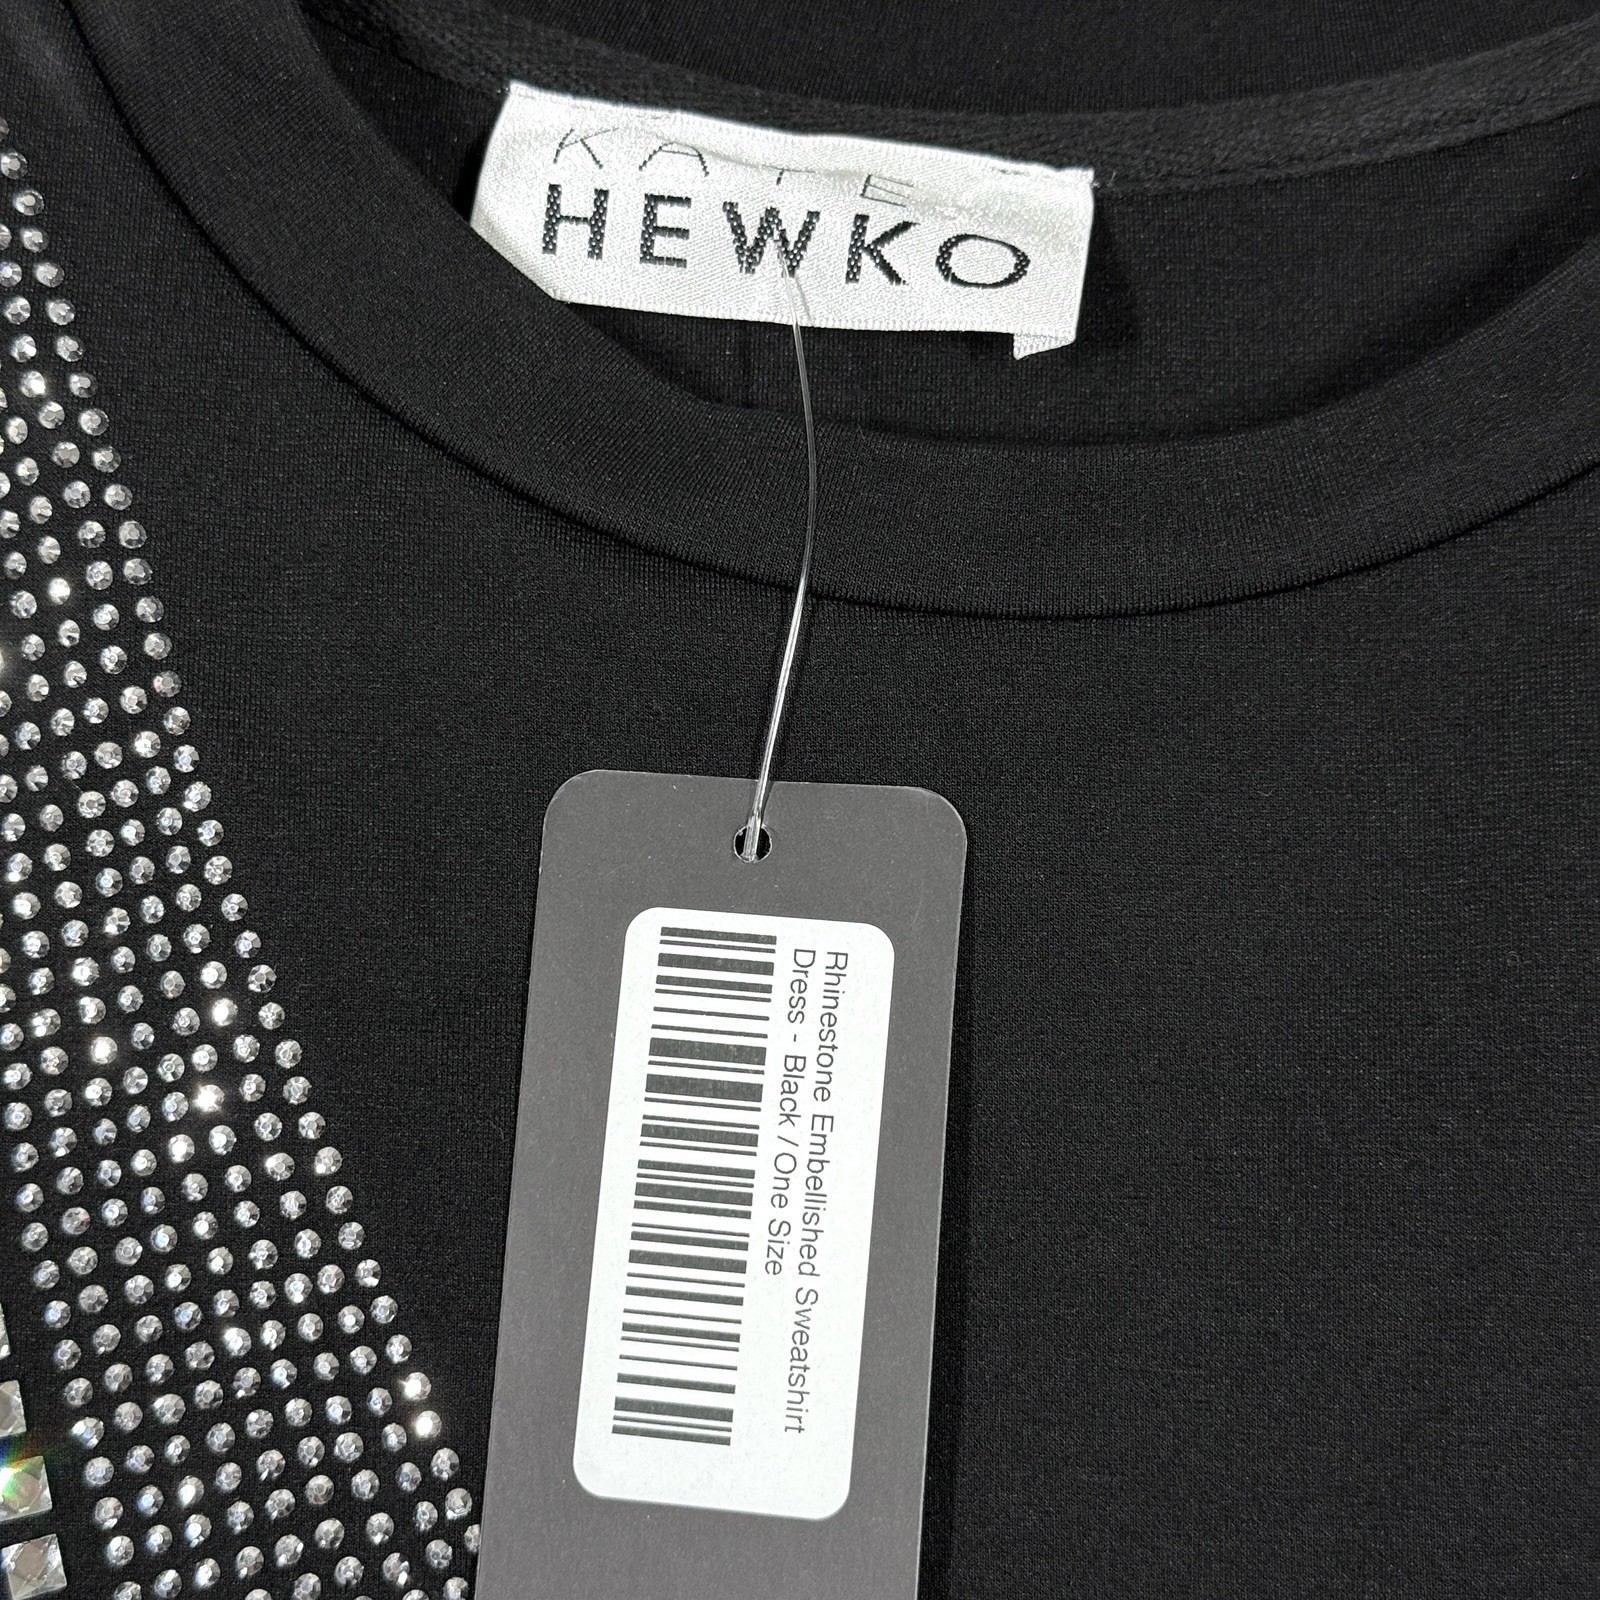 KATE
HEWKO
Rhinestone Embellished Sweatshirt
Dress - Black / One Size